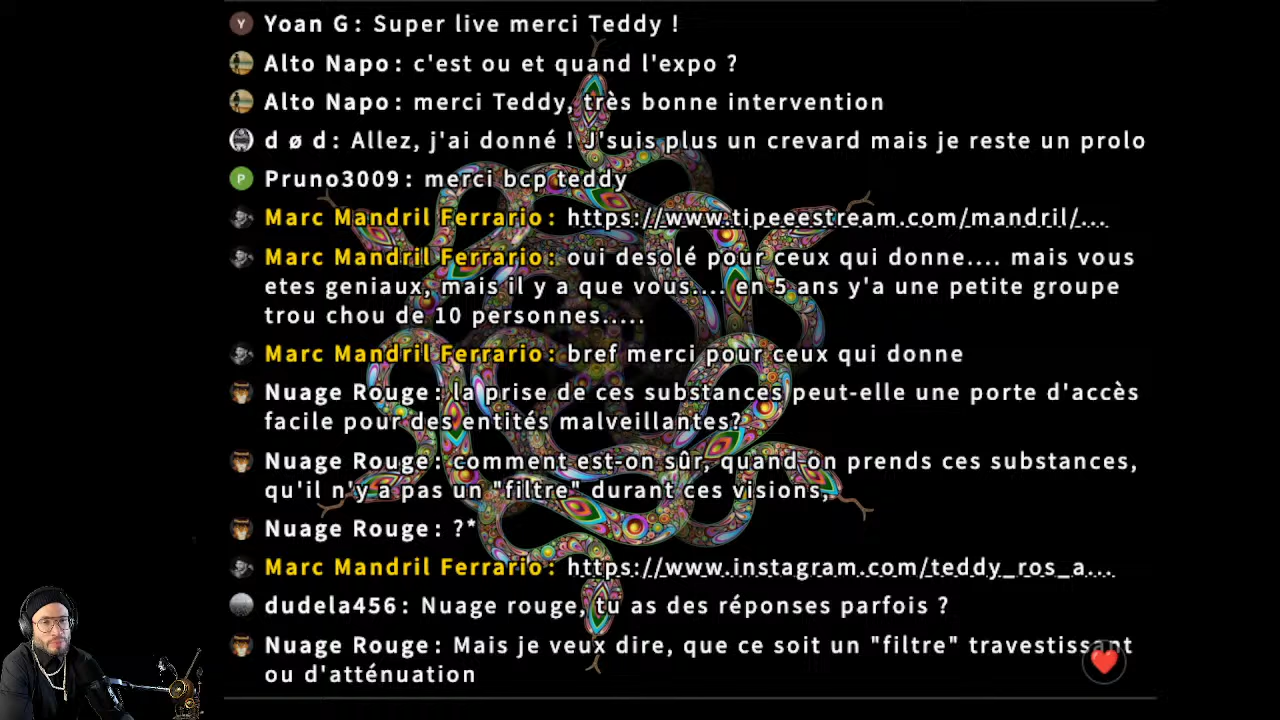 Y Yoan G: Super live merci Teddy !
Alto Napo: c'est ou et quand l'expo ?
Alto Napo: merci Teddy, très bonne intervention
d ø d: Allez, j'ai donné ! J'suis plus un crevard mais je reste un prolo
P Pruno3009: merci bcp teddy
Marc Mandril Ferrario: https://www.tipeeestream.com/mandril/...
Marc Mandril Ferrario: oui desolé pour ceux qui donne.... mais vous
etes geniaux, mais il y a que vous.... en 5 ans y'a une petite groupe
trou chou de 10 personnes.....
Marc Mandril Ferrario: bref merci pour ceux qui donne
Nuage Rouge: la prise de ces substances peut-elle une porte d'accès
facile pour des entités malveillantes?
Nuage Rouge: comment est-on sûr, quand on prends ces substances,
qu'il n'y a pas un "filtre" durant ces visions,
Nuage Rouge: ?*
Marc Mandril Ferrario: https://www.instagram.com/teddy_ros_a...
dudela456: Nuage rouge, tu as des réponses parfois ?
Nuage Rouge: Mais je veux dire, que ce soit un "filtre" travestissant
ou d'atténuation